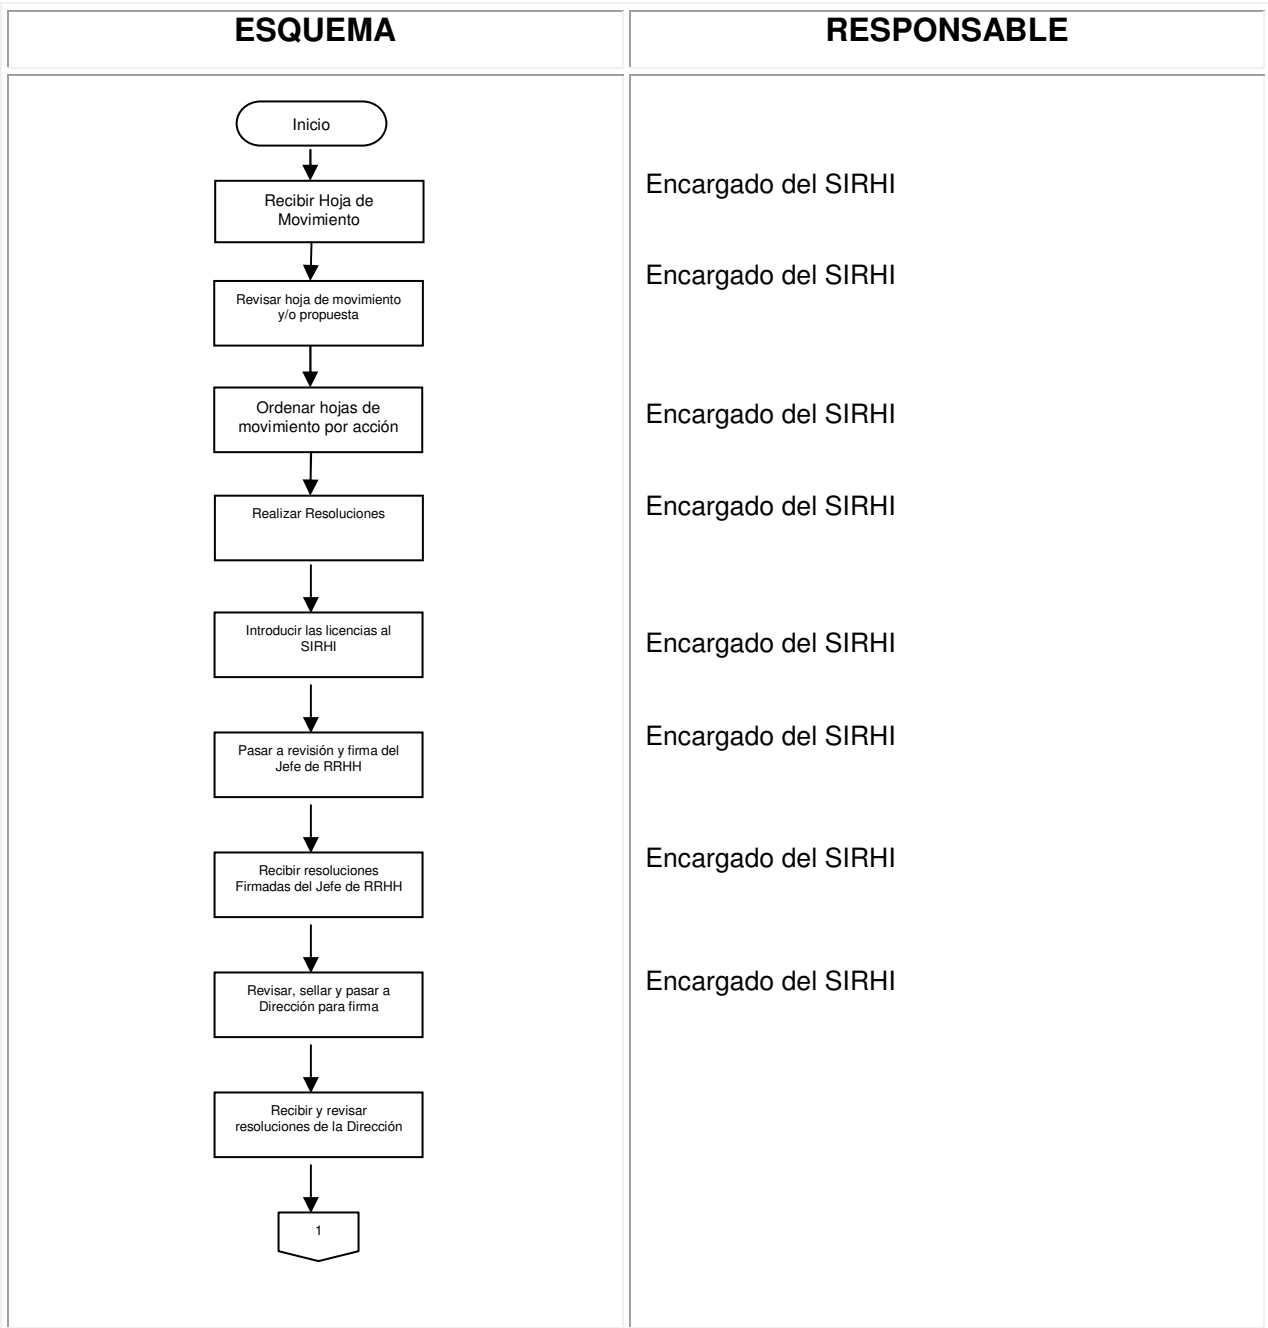 ESQUEMA
RESPONSABLE
Inicio
Recibir Hoja de
Movimiento
Encargado del SIRHI
Revisar hoja de movimiento
y/o propuesta
Encargado del SIRHI
Ordenar hojas de
movimiento por acción
Encargado del SIRHI
Realizar Resoluciones
Encargado del SIRHI
Introducir las licencias al
SIRHI
Encargado del SIRHI
Pasar a revisión y firma del
Jefe de RRHH
Encargado del SIRHI
Recibir resoluciones
Firmadas del Jefe de RRHH
Encargado del SIRHI
Revisar, sellar y pasar a
Dirección para firma
Encargado del SIRHI
Recibir y revisar
resoluciones de la Dirección
1